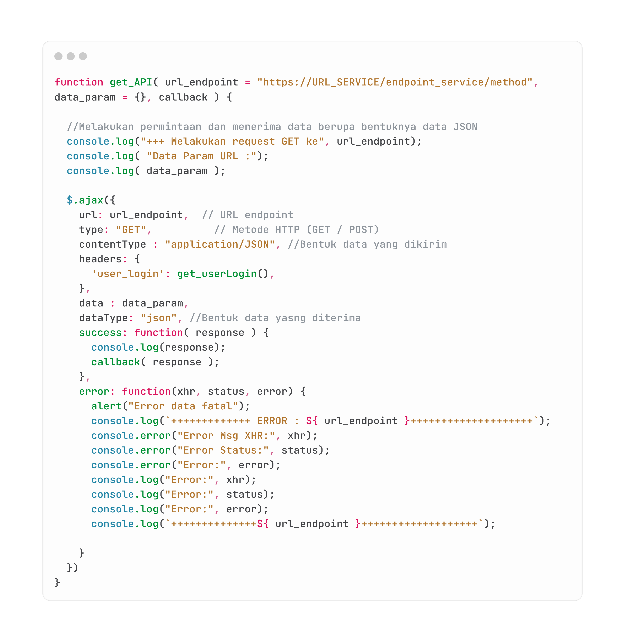 function get_API( url_endpoint = "https://URL_SERVICE/endpoint_service/method",
data_param = {}, callback ) {
//Melakukan permintaan dan menerima data berupa bentuknya data JSON
console.log("+++ Melakukan request GET ke", url_endpoint);
console.log( "Data Param URL :");
console.log( data_param );
$.ajax({
url: url_endpoint, // URL endpoint
type: "GET", // Metode HTTP (GET / POST)
contentType : "application/JSON", //Bentuk data yang dikirim
headers: {
'user_login': get_userLogin(),
},
data : data_param,
dataType: "json", //Bentuk data yasng diterina
success: function( response ) {
console.log(response);
callback( response );
},
error: function(xhr, status, error) {
alert("Error data fatal");
console.log(`+++++++++++++ ERROR : ${ url_endpoint }++++++++++++++++++++`);
console.error("Error Msg XHR:", xhr);
console.error("Error Status:", status);
console.error("Error:", error);
console.log("Error:", xhr);
console.log("Error:", status);
console.log("Error:", error);
console.log(`++++++++++++++${ url_endpoint }+++++++++++++++++++`);
}
})
}